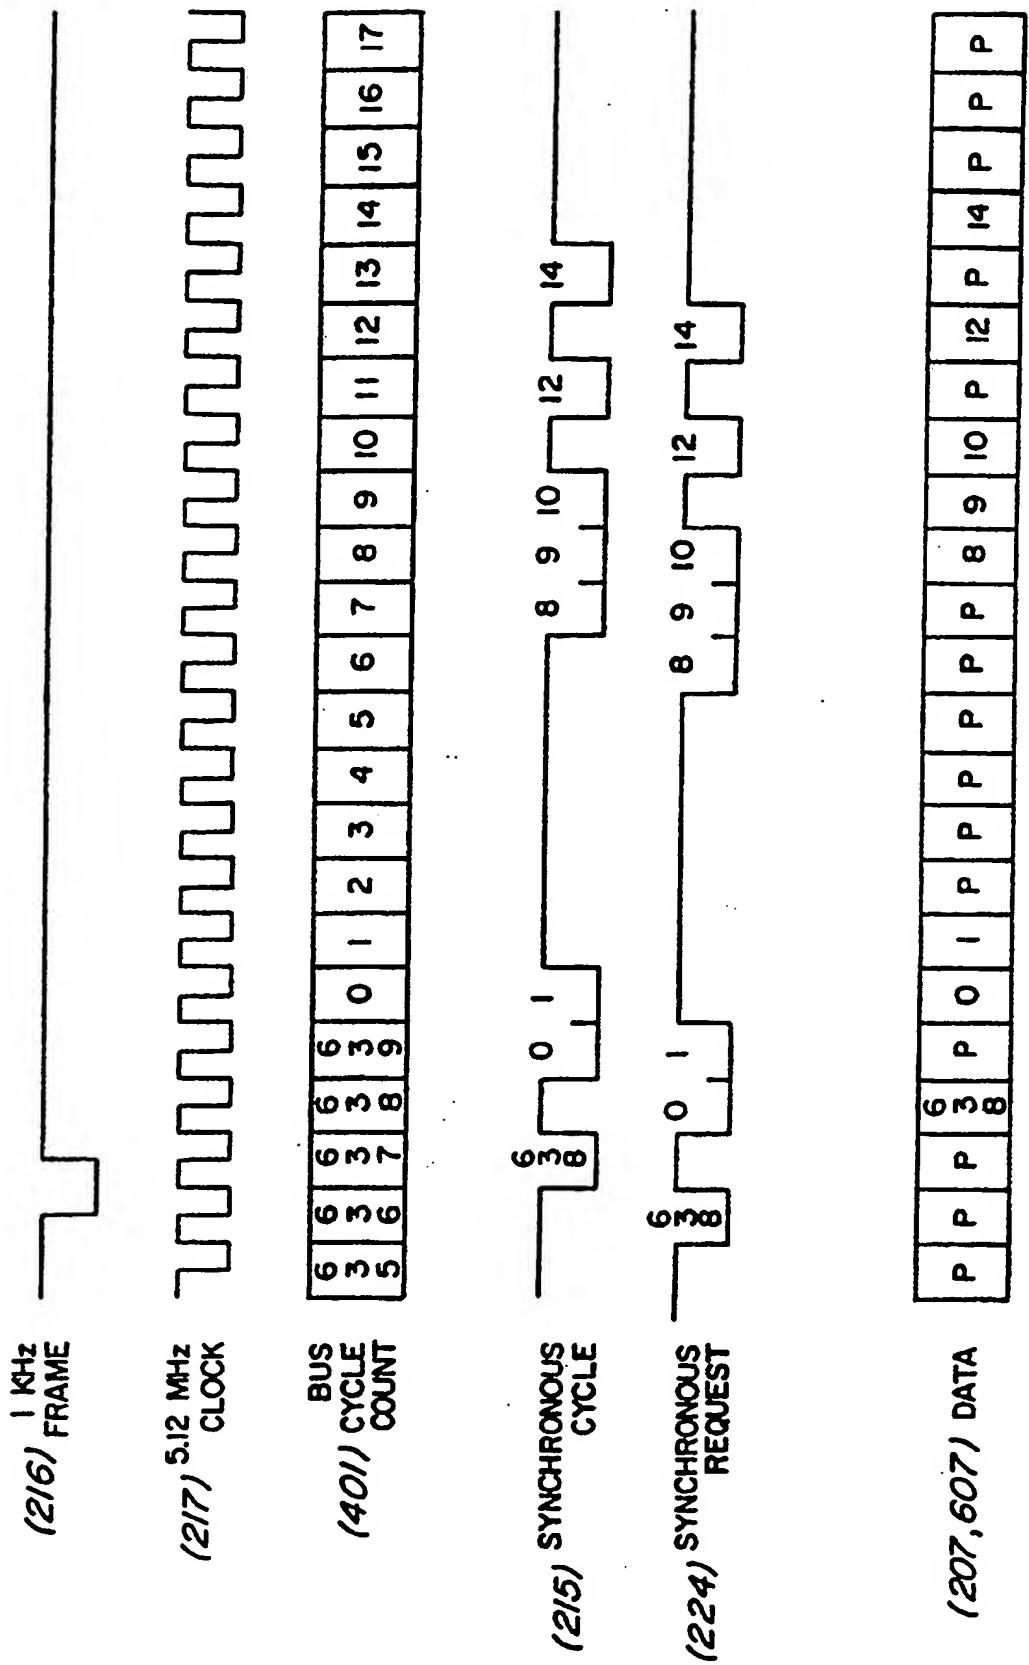 (216) 1 KHz
FRAME
(217) 5.12 MHz
CLOCK
(401) BUS
CYCLE
COUNT
635 636 637 638 639 0 1 2 3 4 5 6 7 8 9 10 11 12 13 14 15 16 17
(215) SYNCHRONOUS
CYCLE
638 0 1 8 9 10 12 14
(224) SYNCHRONOUS
REQUEST
638 0 1 8 9 10 12 14
(207,607) DATA
P P P 638 P 0 1 P P P P P P 8 9 10 P 12 P 14 P P P